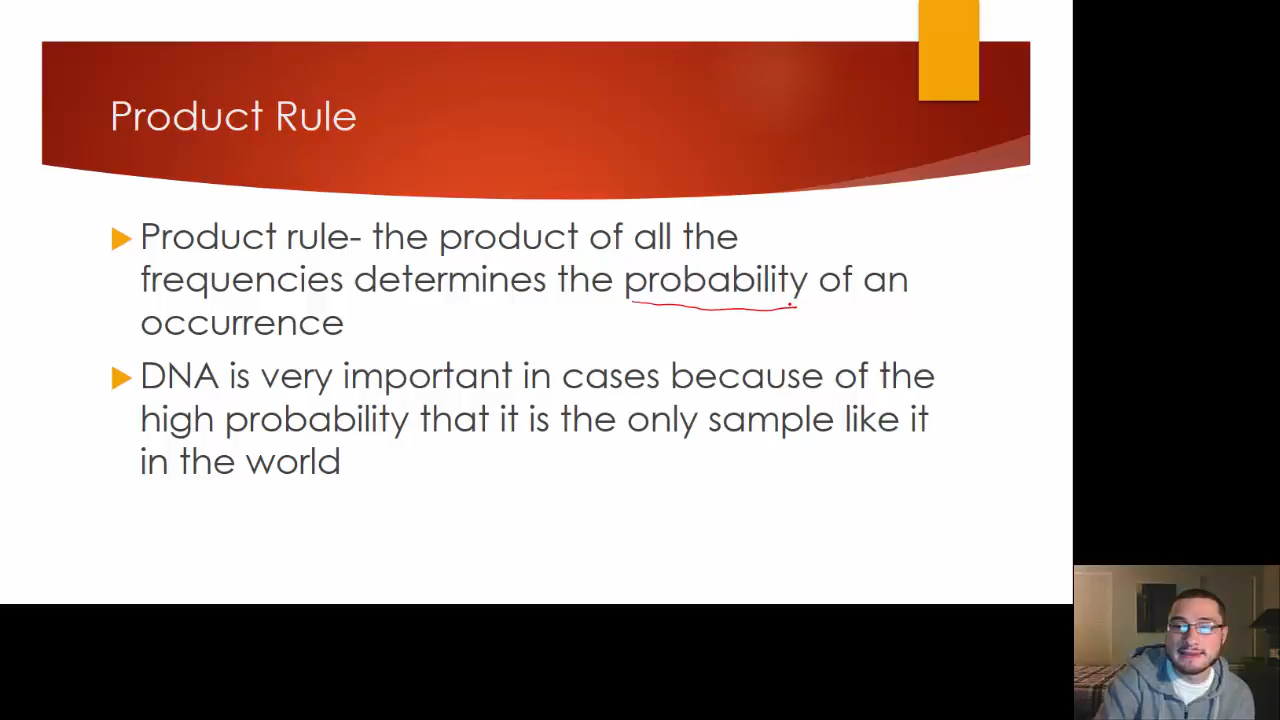 Product Rule
Product rule- the product of all the
frequencies determines the probability of an
occurrence
DNA is very important in cases because of the
high probability that it is the only sample like it
in the world